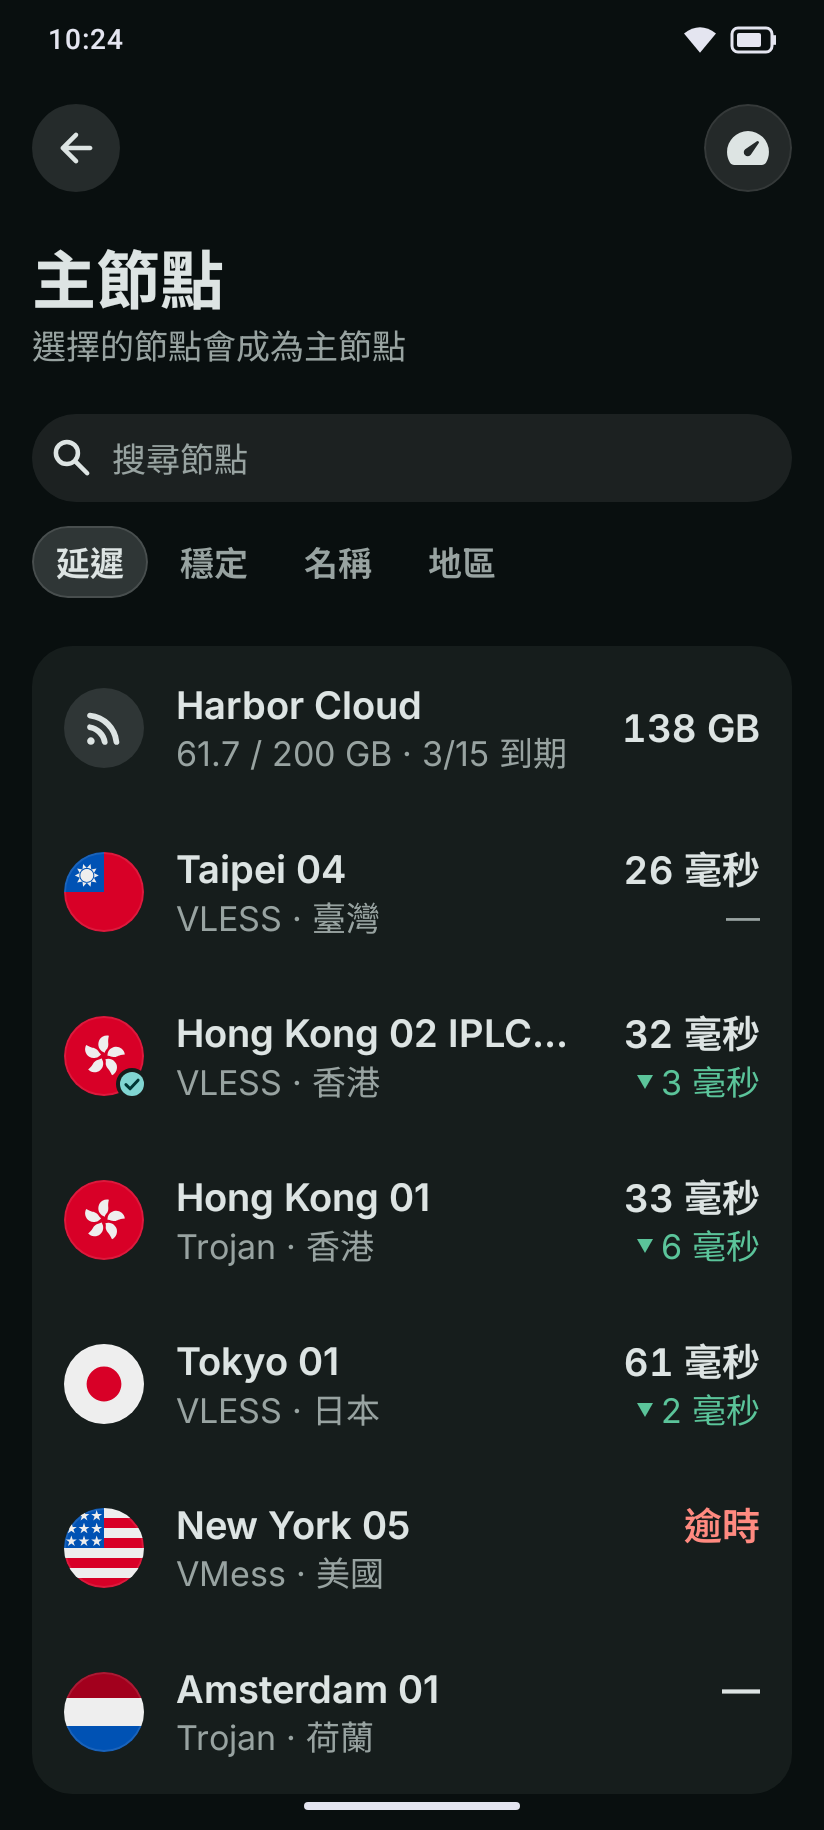 10:24
主節點
選擇的節點會成為主節點
搜尋節點
延遲 穩定 名稱 地區
Harbor Cloud
61.7 / 200 GB · 3/15 到期
138 GB
Taipei 04
26 毫秒
VLESS · 臺灣
—
Hong Kong 02 IPLC...
32 毫秒
VLESS · 香港
▼3 毫秒
Hong Kong 01
33 毫秒
Trojan · 香港
▼6 毫秒
Tokyo 01
61 毫秒
VLESS · 日本
▼2 毫秒
New York 05
逾時
VMess · 美國
Amsterdam 01
—
Trojan · 荷蘭